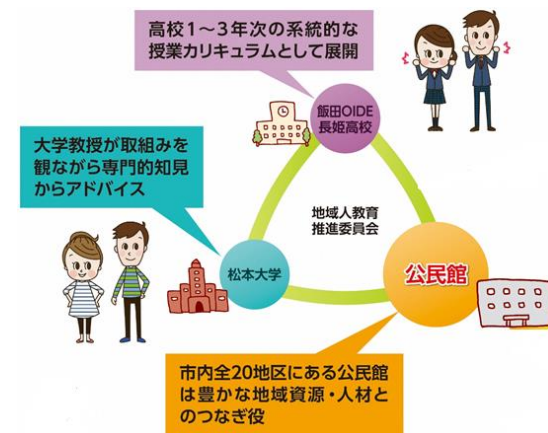 高校1〜3年次の系統的な
授業カリキュラムとして展開
飯田OIDE
長姫高校
大学教授が取組みを
観ながら専門的知見
からアドバイス
地域人教育
推進委員会
松本大学
公民館
市内全20地区にある公民館
は豊かな地域資源・人材と
のつなぎ役